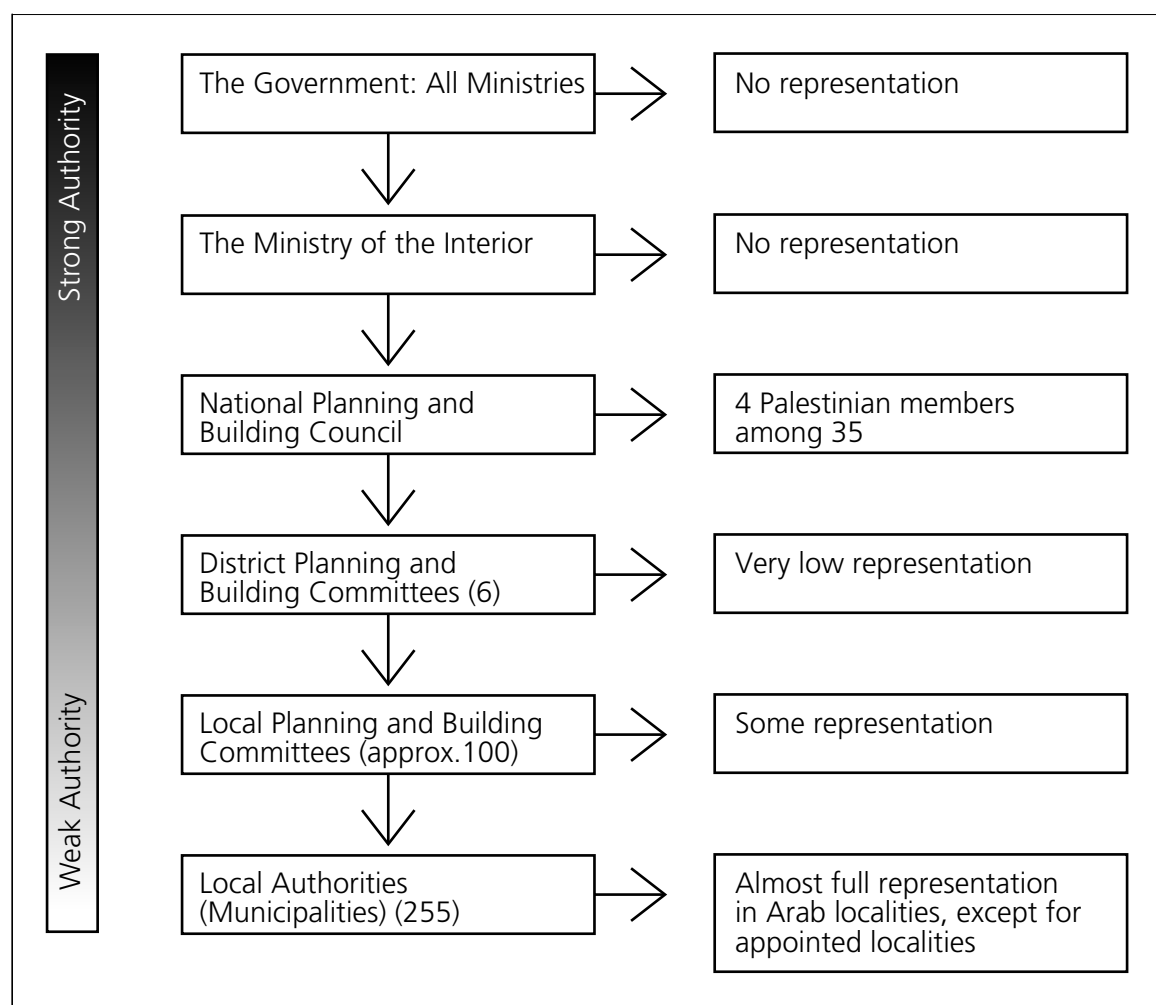 Strong Authority
Weak Authority
The Government: All Ministries
No representation
The Ministry of the Interior
No representation
National Planning and
Building Council
4 Palestinian members
among 35
District Planning and
Building Committees (6)
Very low representation
Local Planning and Building
Committees (approx.100)
Some representation
Local Authorities
(Municipalities) (255)
Almost full representation
in Arab localities, except for
appointed localities